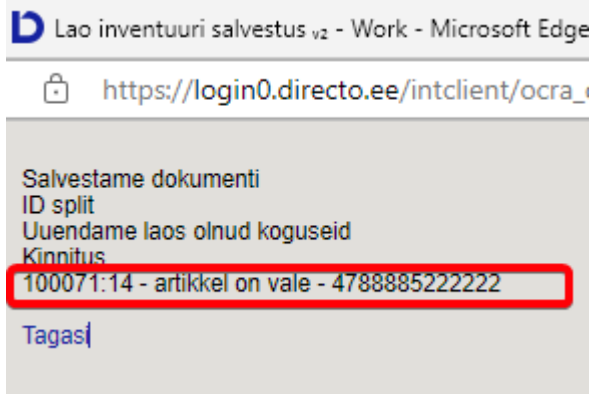 Lao inventuuri salvestus v2 - Work - Microsoft Edge
https://login0.directo.ee/intclient/ocra_
Salvestame dokumenti
ID split
Uuendame laos olnud koguseid
Kinnitus
100071:14 - artikkel on vale - 4788885222222
Tagasi